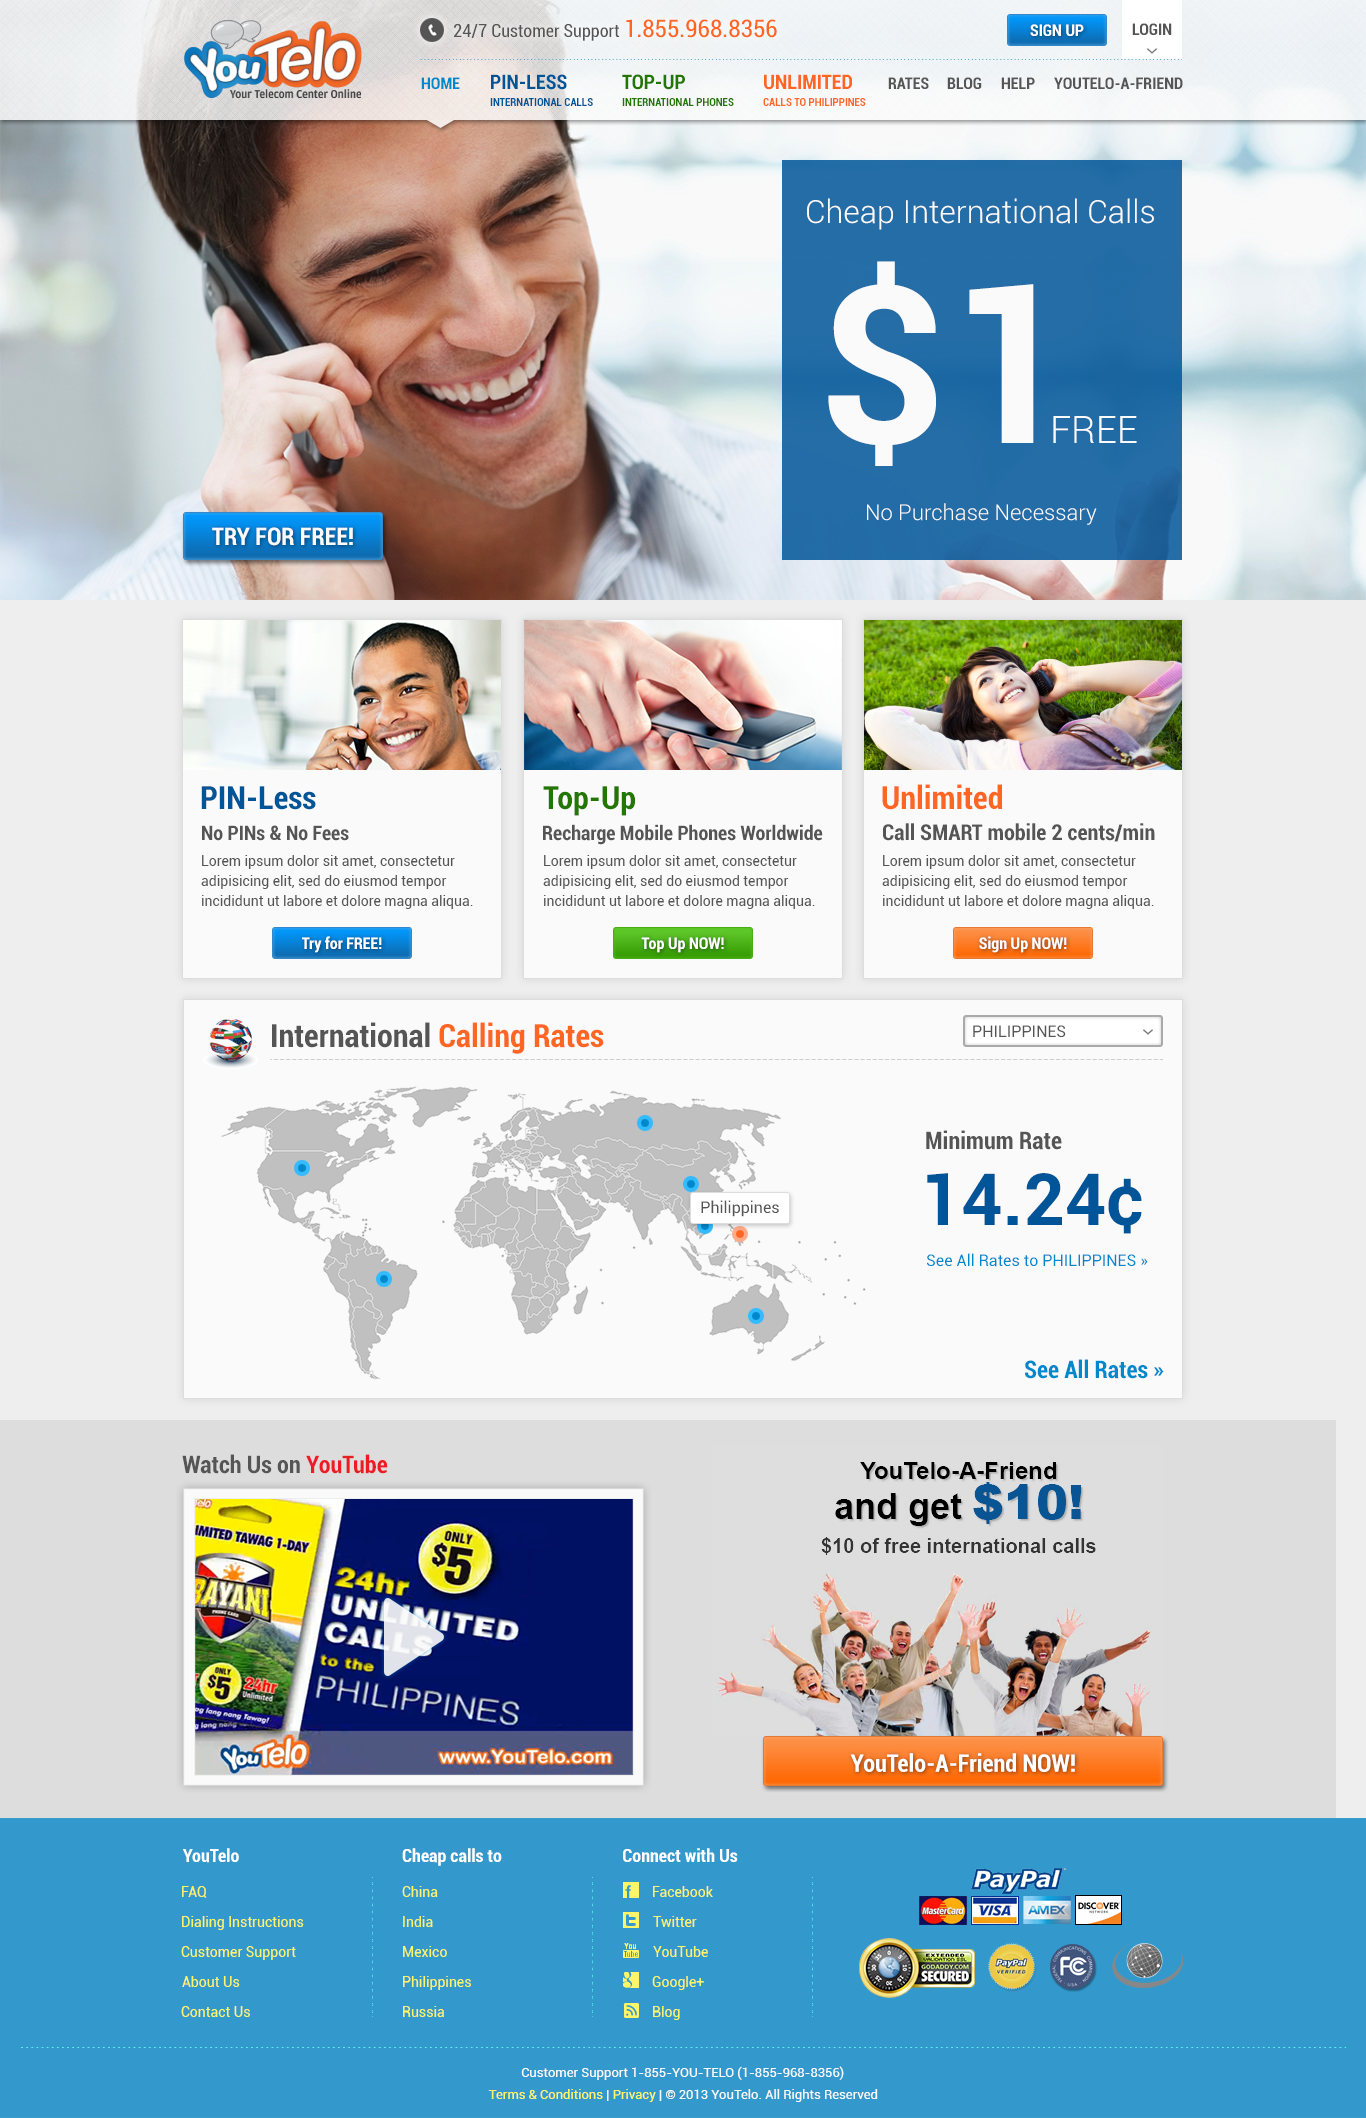 24/7 Customer Support 1.855.968.8356
SIGN UP
LOGIN
YouTelo
Your Telecom Center Online
HOME
PIN-LESS
INTERNATIONAL CALLS
TOP-UP
INTERNATIONAL PHONES
UNLIMITED
CALLS TO PHILIPPINES
RATES
BLOG
HELP
YOUTELO-A-FRIEND
Cheap International Calls
$1 FREE
No Purchase Necessary
TRY FOR FREE!
PIN-Less
No PINs & No Fees
Lorem ipsum dolor sit amet, consectetur
adipisicing elit, sed do eiusmod tempor
incididunt ut labore et dolore magna aliqua.
Try for FREE!
Top-Up
Recharge Mobile Phones Worldwide
Lorem ipsum dolor sit amet, consectetur
adipisicing elit, sed do eiusmod tempor
incididunt ut labore et dolore magna aliqua.
Top Up NOW!
Unlimited
Call SMART mobile 2 cents/min
Lorem ipsum dolor sit amet, consectetur
adipisicing elit, sed do eiusmod tempor
incididunt ut labore et dolore magna aliqua.
Sign Up NOW!
International Calling Rates
PHILIPPINES
Philippines
Minimum Rate
14.24¢
See All Rates to PHILIPPINES »
See All Rates »
Watch Us on YouTube
Telo
IMITED TAWAG 1-DAY
BAYANI
PHONE CARD
ONLY
$5
24hr
Unlimited
ONLY
$5
24hr
UNLIMITED
CALLS
to the
PHILIPPINES
YouTelo
www.YouTelo.com
YouTelo-A-Friend
and get $10!
$10 of free international calls
YouTelo-A-Friend NOW!
YouTelo
FAQ
Dialing Instructions
Customer Support
About Us
Contact Us
Cheap calls to
China
India
Mexico
Philippines
Russia
Connect with Us
Facebook
Twitter
YouTube
Google+
Blog
PayPal
MasterCard
VISA
AMEX
DISCOVER
NETWORK
EXTENDED
VALIDATION SSL
GODADDY.COM
SECURED
PayPal
VERIFIED
FC
Customer Support 1-855-YOU-TELO (1-855-968-8356)
Terms & Conditions | Privacy | © 2013 YouTelo. All Rights Reserved